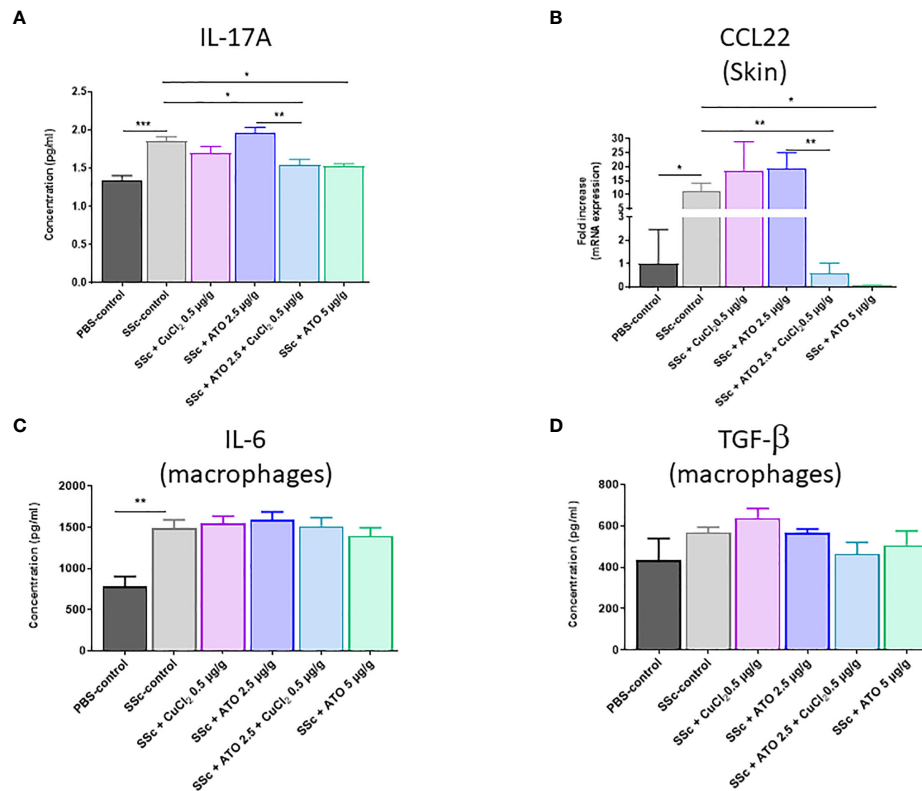 A
IL-17A
Concentration (pg/ml)
2.5
2.0
1.5
1.0
0.5
0.0
***
*
*
**
PBS-control
SSc-control
SSc + CuCl₂ 0.5 µg/g
SSc + ATO 2.5 µg/g
SSc + ATO 2.5 + CuCl₂ 0.5 µg/g
SSc + ATO 5 µg/g
B
CCL22
(Skin)
Fold increase
(mRNA expression)
30
25
20
15
10
5
3
2
1
0
*
**
*
**
PBS-control
SSc-control
SSc + CuCl₂0.5 µg/g
SSc + ATO 2.5 µg/g
SSc + ATO 2.5 + CuCl₂ 0.5 µg/g
SSc + ATO 5 µg/g
C
IL-6
(macrophages)
Concentration (pg/ml)
2000
1500
1000
500
0
**
PBS-control
SSc-control
SSc + CuCl₂ 0.5 µg/g
SSc + ATO 2.5 µg/g
SSc + ATO 2.5 + CuCl₂ 0.5 µg/g
SSc + ATO 5 µg/g
D
TGF-β
(macrophages)
Concentration (pg/ml)
800
600
400
200
0
PBS-control
SSc-control
SSc + CuCl₂0.5 µg/g
SSc + ATO 2.5 µg/g
SSc + ATO 2.5 + CuCl₂ 0.5 µg/g
SSc + ATO 5 µg/g